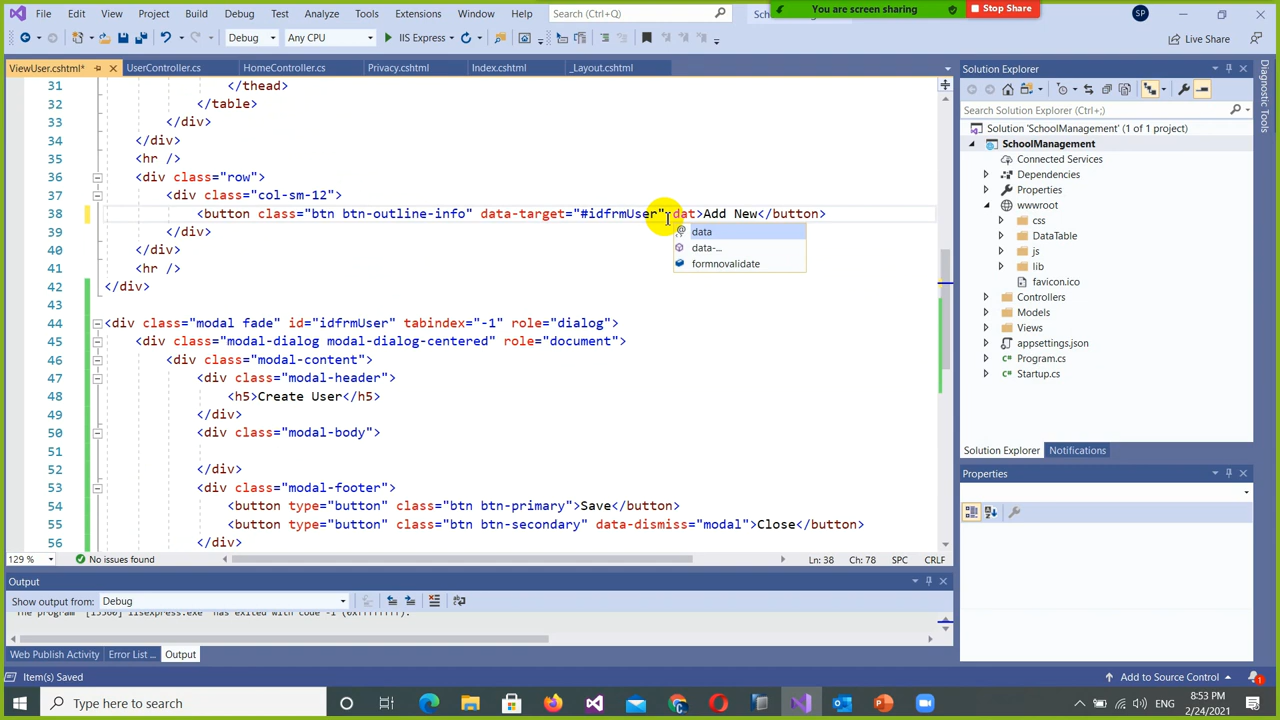 You are screen sharing
Stop Share
File Edit View Git Project Build Debug Test Analyze Tools Extensions Window Help
Search (Ctrl+Q)
SP
Debug
Any CPU
IIS Express
Live Share
ViewUser.cshtml*
UserController.cs
HomeController.cs
Privacy.cshtml
Index.cshtml
_Layout.cshtml
31 </thead>
32 </table>
33 </div>
34 </div>
35 <hr />
36 <div class="row">
37 <div class="col-sm-12">
38 <button class="btn btn-outline-info" data-target="#idfrmUser" dat>Add New</button>
39 </div>
40 </div>
41 <hr />
42 </div>
43
44 <div class="modal fade" id="idfrmUser" tabindex="-1" role="dialog">
45 <div class="modal-dialog modal-dialog-centered" role="document">
46 <div class="modal-content">
47 <div class="modal-header">
48 <h5>Create User</h5>
49 </div>
50 <div class="modal-body">
51
52 </div>
53 <div class="modal-footer">
54 <button type="button" class="btn btn-primary">Save</button>
55 <button type="button" class="btn btn-secondary" data-dismiss="modal">Close</button>
56 </div>
data
data-...
formnovalidate
129 %
No issues found
Ln: 38 Ch: 78 SPC CRLF
Output
Show output from: Debug
Web Publish Activity Error List ... Output
Item(s) Saved
Add to Source Control
1
Solution Explorer
Search Solution Explorer (Ctrl+;)
Solution 'SchoolManagement' (1 of 1 project)
SchoolManagement
Connected Services
Dependencies
Properties
wwwroot
css
DataTable
js
lib
favicon.ico
Controllers
Models
Views
appsettings.json
Program.cs
Startup.cs
Solution Explorer Notifications
Properties
Diagnostic Tools
Type here to search
ENG
8:53 PM
2/24/2021